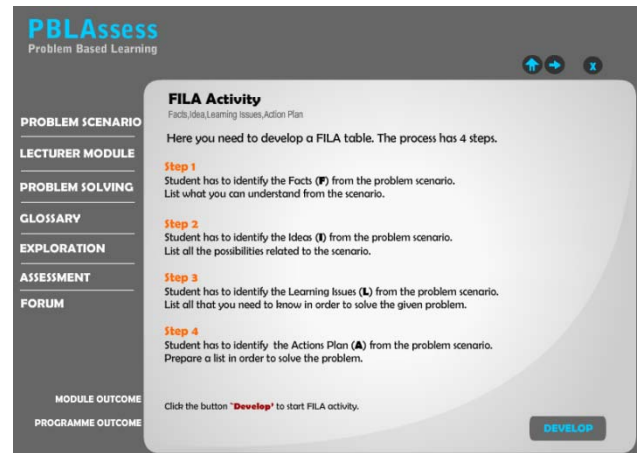 PBLAssess
Problem Based Learning
X
PROBLEM SCENARIO
LECTURER MODULE
PROBLEM SOLVING
GLOSSARY
EXPLORATION
ASSESSMENT
FORUM
MODULE OUTCOME
PROGRAMME OUTCOME
FILA Activity
Facts,Idea,Learning Issues,Action Plan
Here you need to develop a FILA table. The process has 4 steps.
Step 1
Student has to identify the Facts (F) from the problem scenario.
List what you can understand from the scenario.
Step 2
Student has to identify the Ideas (I) from the problem scenario.
List all the possibilities related to the scenario.
Step 3
Student has to identify the Learning Issues (L) from the problem scenario.
List all that you need to know in order to solve the given problem.
Step 4
Student has to identify the Actions Plan (A) from the problem scenario.
Prepare a list in order to solve the problem.
Click the button "Develop' to start FILA activity.
DEVELOP